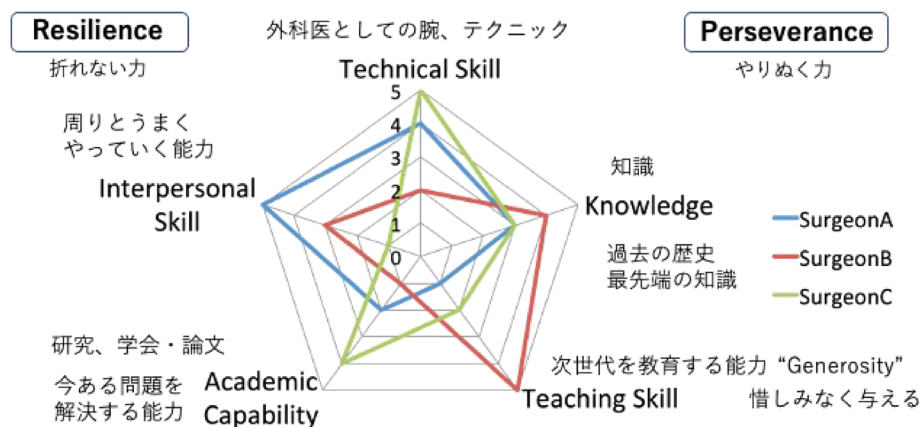 Resilience
折れない力
外科医としての腕、テクニック
Technical Skill
Perseverance
やりぬく力
5
4
3
2
1
0
周りとうまく
やっていく能力
Interpersonal
Skill
知識
Knowledge
過去の歴史
最先端の知識
SurgeonA
SurgeonB
SurgeonC
研究、学会・論文
今ある問題を
解決する能力
Academic
Capability
次世代を教育する能力 “Generosity”
Teaching Skill
惜しみなく与える